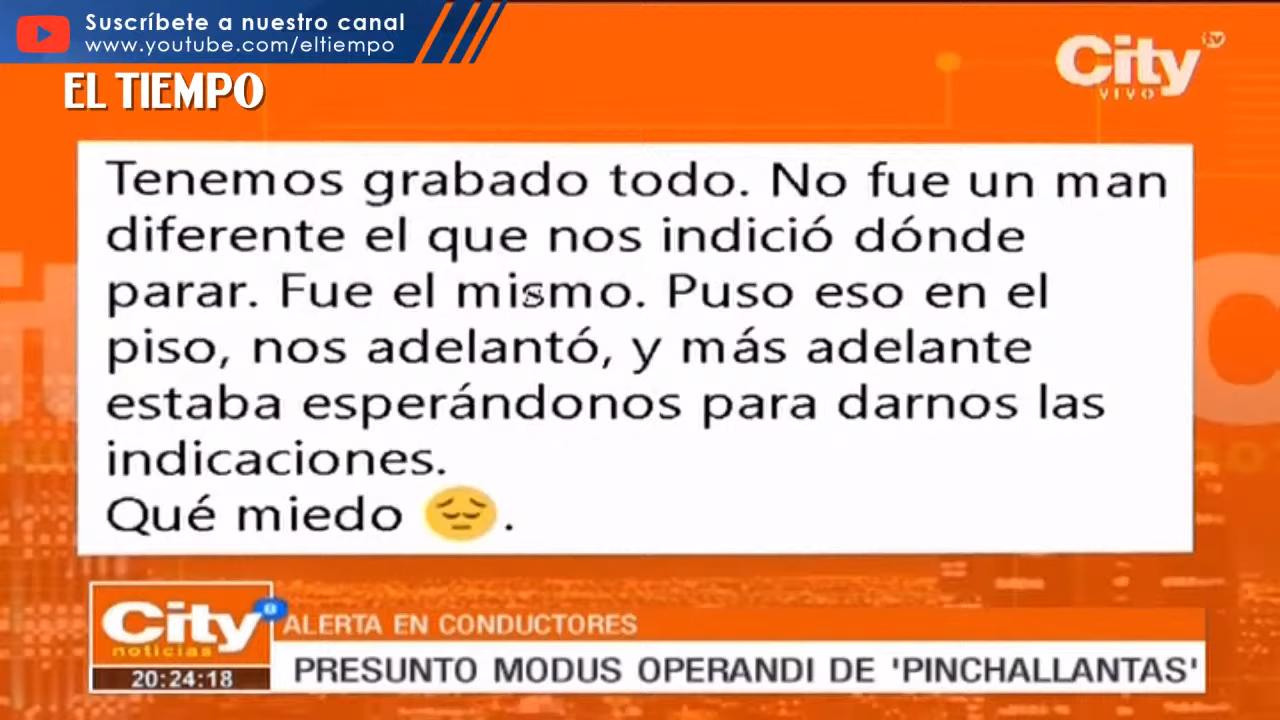 Suscríbete a nuestro canal
www.youtube.com/eltiempo
EL TIEMPO
City tv
VIVO
Tenemos grabado todo. No fue un man
diferente el que nos indició dónde
parar. Fue el mismo. Puso eso en el
piso, nos adelantó, y más adelante
estaba esperándonos para darnos las
indicaciones.
Qué miedo 😔.
City
noticias
20:24:18
ALERTA EN CONDUCTORES
PRESUNTO MODUS OPERANDI DE 'PINCHALLANTAS'